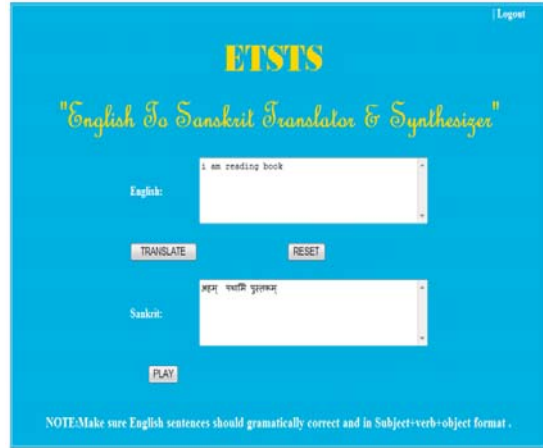 | Logout
ETSTS
"English To Sanskrit Translator & Synthesizer"
i am reading book
English:
TRANSLATE RESET
अहम् पथामि पुस्तकम्
Sankrit:
PLAY
NOTE:Make sure English sentences should gramatically correct and in Subject+verb+object format .